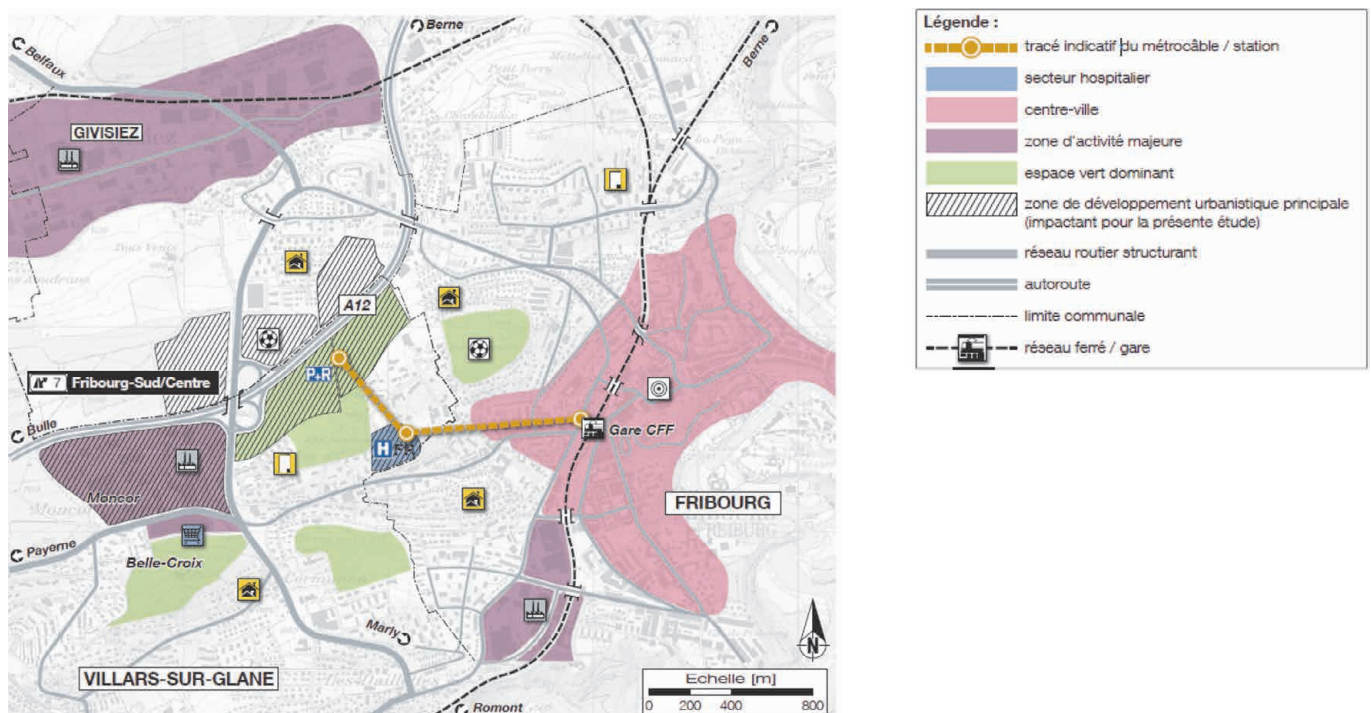 Berne
Belfaux
Berne
GIVISIEZ
A12
P+R
7 Fribourg-Sud/Centre
Bulle
H
Gare CFF
Moncor
FRIBOURG
Payerne
Belle-Croix
Marly
VILLARS-SUR-GLANE
Romont
N
Echelle [m]
0 200 400 800
Légende :
tracé indicatif du métrocâble / station
secteur hospitalier
centre-ville
zone d'activité majeure
espace vert dominant
zone de développement urbanistique principale
(impactant pour la présente étude)
réseau routier structurant
autoroute
limite communale
réseau ferré / gare